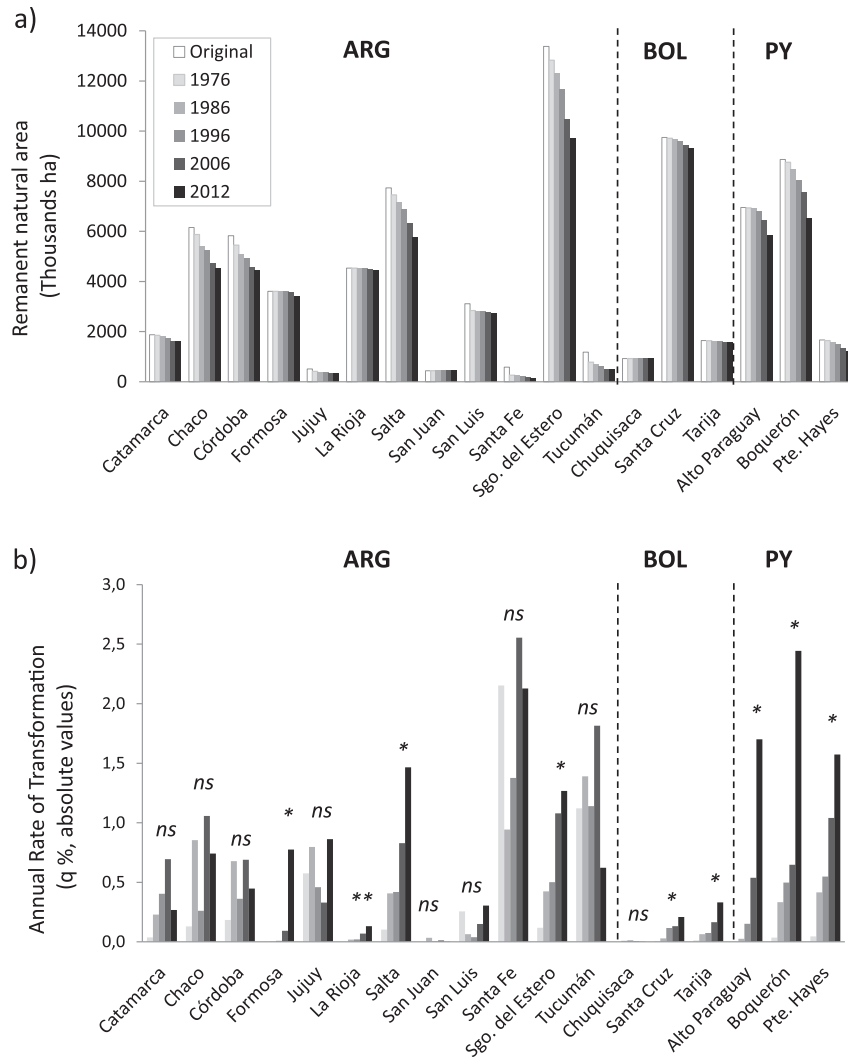 a)
ARG
BOL
PY
Remanent natural area
(Thousands ha)
14000
12000
10000
8000
6000
4000
2000
0
Original
1976
1986
1996
2006
2012
Catamarca
Chaco
Córdoba
Formosa
Jujuy
La Rioja
Salta
San Juan
San Luis
Santa Fe
Sgo. del Estero
Tucumán
Chuquisaca
Santa Cruz
Tarija
Alto Paraguay
Boquerón
Pte. Hayes
b)
ARG
BOL
PY
Annual Rate of Transformation
(q %, absolute values)
3,0
2,5
2,0
1,5
1,0
0,5
0,0
ns
ns
ns
*
ns
**
*
ns
ns
ns
*
ns
ns
*
*
*
*
*
Catamarca
Chaco
Córdoba
Formosa
Jujuy
La Rioja
Salta
San Juan
San Luis
Santa Fe
Sgo. del Estero
Tucumán
Chuquisaca
Santa Cruz
Tarija
Alto Paraguay
Boquerón
Pte. Hayes